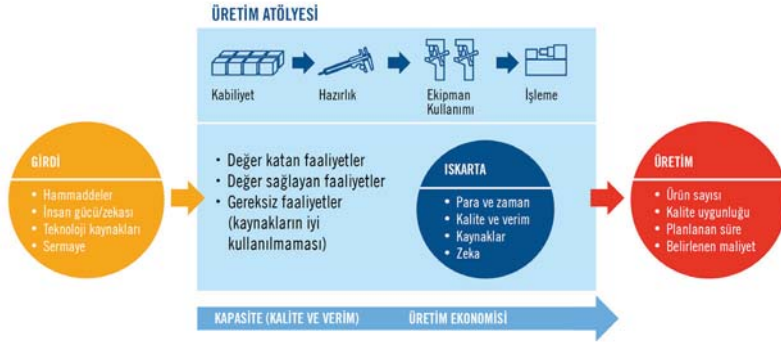 ÜRETİM ATÖLYESİ
Kabiliyet
Hazırlık
Ekipman
Kullanımı
İşleme
GİRDİ
• Hammaddeler
• İnsan gücü/zekası
• Teknoloji kaynakları
• Sermaye
• Değer katan faaliyetler
• Değer sağlayan faaliyetler
• Gereksiz faaliyetler
(kaynakların iyi
kullanılmaması)
ISKARTA
• Para ve zaman
• Kalite ve verim
• Kaynaklar
• Zeka
ÜRETİM
• Ürün sayısı
• Kalite uygunluğu
• Planlanan süre
• Belirlenen maliyet
KAPASİTE (KALİTE VE VERİM)
ÜRETİM EKONOMİSİ